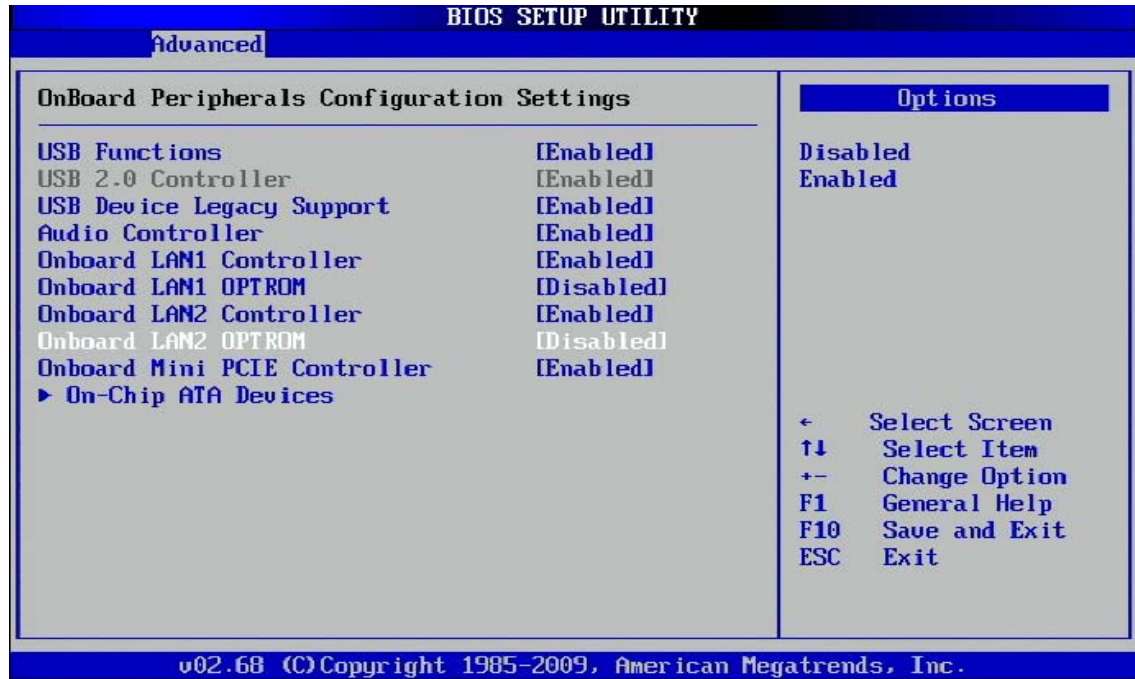 BIOS SETUP UTILITY
Advanced
OnBoard Peripherals Configuration Settings
USB Functions [Enabled]
USB 2.0 Controller [Enabled]
USB Device Legacy Support [Enabled]
Audio Controller [Enabled]
Onboard LAN1 Controller [Enabled]
Onboard LAN1 OPTROM [Disabled]
Onboard LAN2 Controller [Enabled]
Onboard LAN2 OPTROM [Disabled]
Onboard Mini PCIE Controller [Enabled]
► On-Chip ATA Devices
Options
Disabled
Enabled
← Select Screen
↑↓ Select Item
+- Change Option
F1 General Help
F10 Save and Exit
ESC Exit
v02.68 (C)Copyright 1985-2009, American Megatrends, Inc.